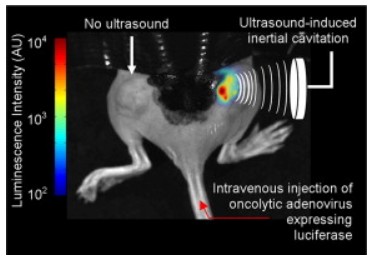 No ultrasound
Ultrasound-induced
inertial cavitation
Luminescence Intensity (AU)
10⁴
10³
10²
Intravenous injection of
oncolytic adenovirus
expressing
luciferase